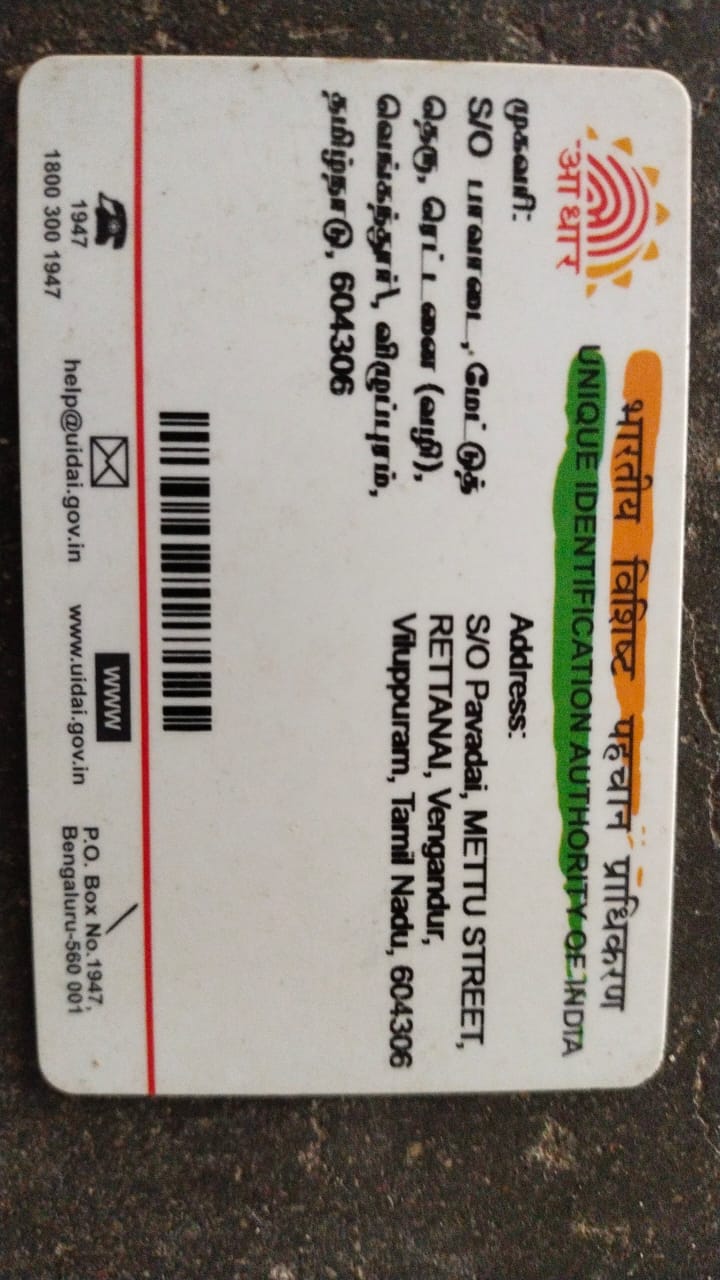 आधार
भारतीय विशिष्ट पहचान प्राधिकरण
UNIQUE IDENTIFICATION AUTHORITY OF INDIA
முகவரி:
S/O பாவாடை, மேட்டுத்
தெரு, ரெட்டணை (வழி),
வெங்கந்தூர்\, விழுப்புரம்,
தமிழ்நாடு, 604306
Address:
S/O Pavadai, METTU STREET,
RETTANAI, Vengandur,
Viluppuram, Tamil Nadu, 604306
1947
1800 300 1947
help@uidai.gov.in
WWW
www.uidai.gov.in
P.O. Box No.1947,
Bengaluru-560 001